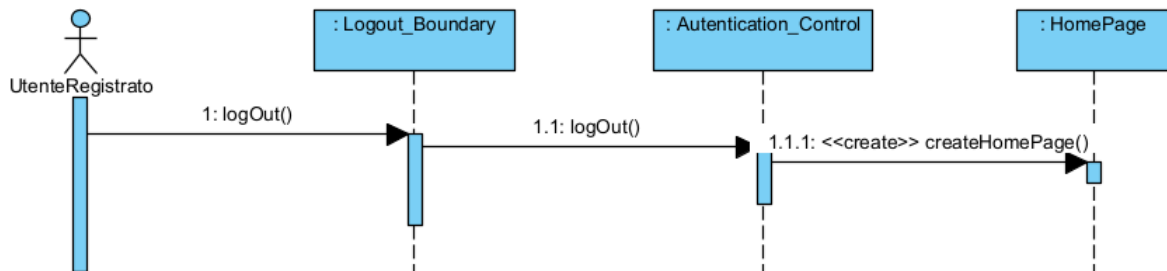 : Logout_Boundary
: Autentication_Control
: HomePage
UtenteRegistrato
1: logOut()
1.1: logOut()
1.1.1: <<create>> createHomePage()